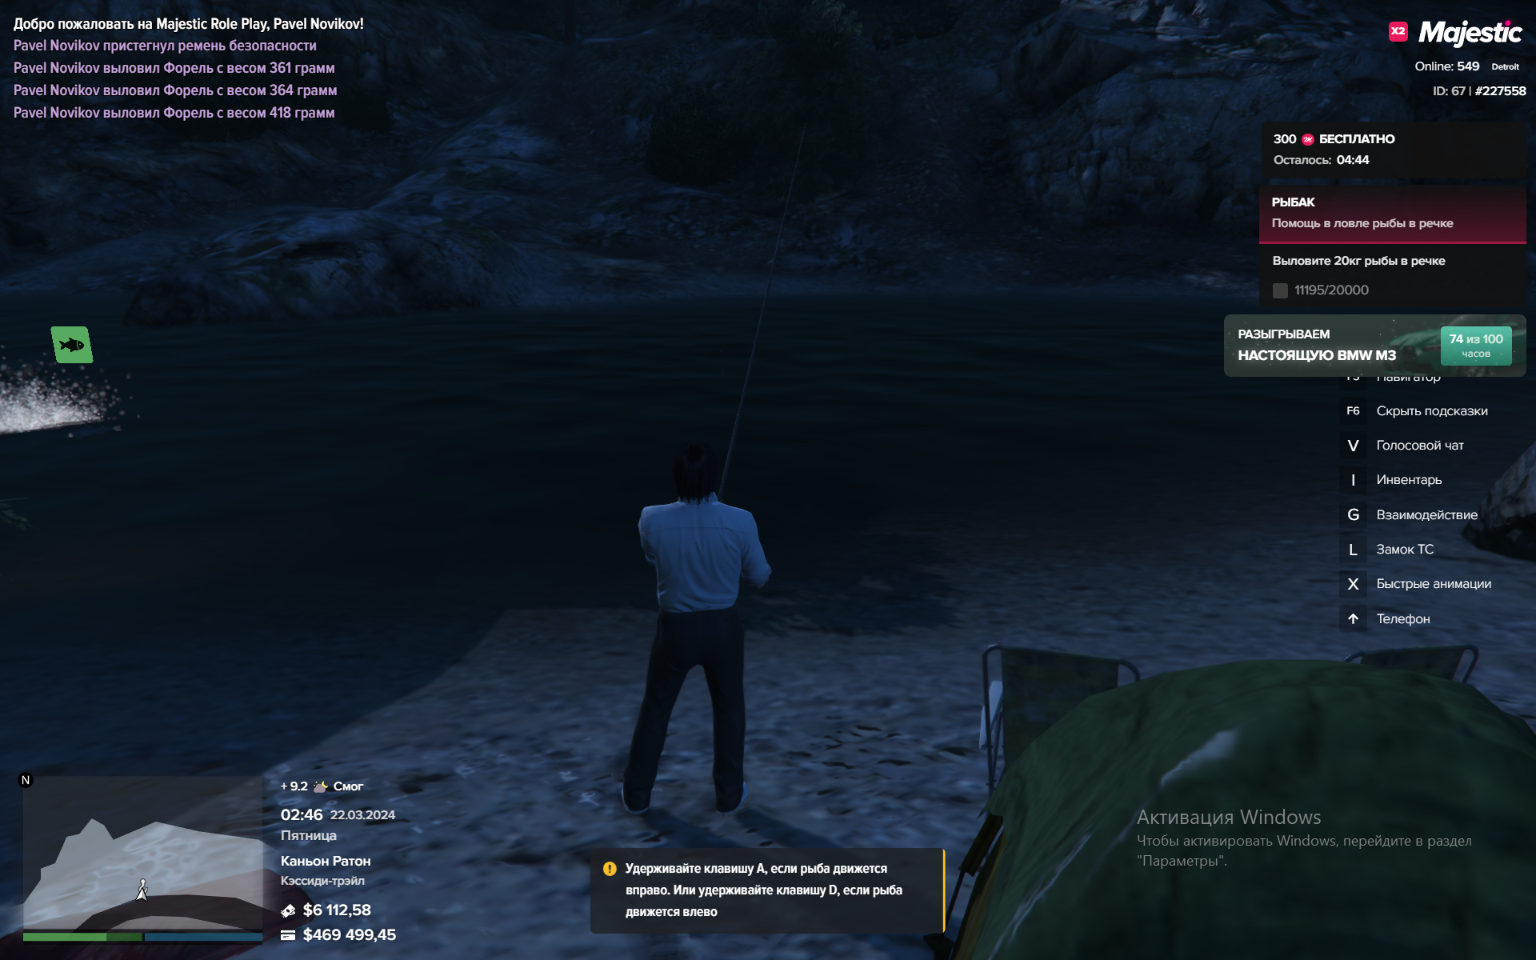 Добро пожаловать на Majestic Role Play, Pavel Novikov!
Pavel Novikov пристегнул ремень безопасности
Pavel Novikov выловил Форель с весом 361 грамм
Pavel Novikov выловил Форель с весом 364 грамм
Pavel Novikov выловил Форель с весом 418 грамм
X2 Majestic
Online: 549 Detroit
ID: 67 | #227558
300 БЕСПЛАТНО
Осталось: 04:44
РЫБАК
Помощь в ловле рыбы в речке
Выловите 20кг рыбы в речке
11195/20000
РАЗЫГРЫВАЕМ
НАСТОЯЩУЮ BMW M3
74 из 100
часов
Навигатор
F6 Скрыть подсказки
V Голосовой чат
I Инвентарь
G Взаимодействие
L Замок ТС
X Быстрые анимации
Телефон
N
+ 9.2 Смог
02:46 22.03.2024
Пятница
Каньон Ратон
Кэссиди-трэйл
$6 112,58
$469 499,45
Удерживайте клавишу A, если рыба движется
вправо. Или удерживайте клавишу D, если рыба
движется влево
Активация Windows
Чтобы активировать Windows, перейдите в раздел
"Параметры".